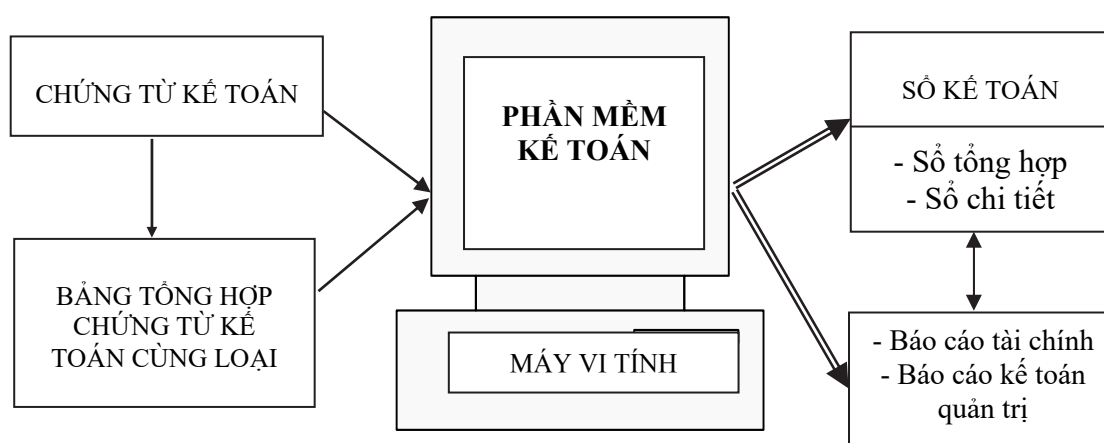 CHỨNG TỪ KẾ TOÁN
BẢNG TỔNG HỢP
CHỨNG TỪ KẾ
TOÁN CÙNG LOẠI
PHẦN MỀM
KẾ TOÁN
MÁY VI TÍNH
SỔ KẾ TOÁN
- Sổ tổng hợp
- Sổ chi tiết
- Báo cáo tài chính
- Báo cáo kế toán
quản trị